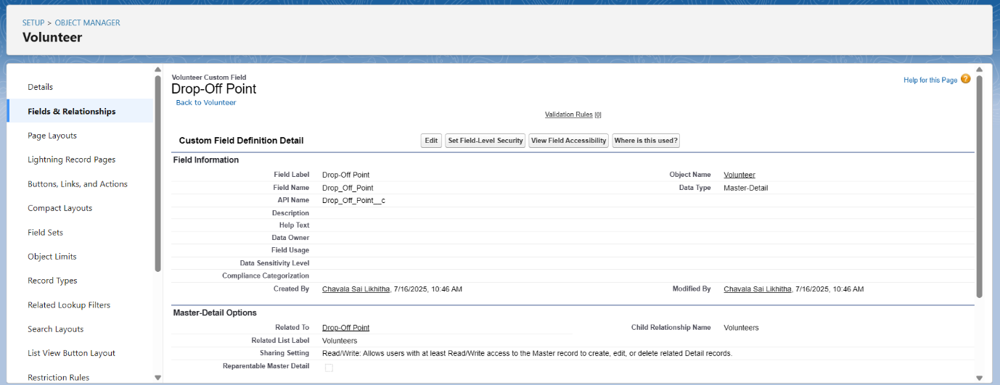 SETUP > OBJECT MANAGER
Volunteer
Details
Fields & Relationships
Page Layouts
Lightning Record Pages
Buttons, Links, and Actions
Compact Layouts
Field Sets
Object Limits
Record Types
Related Lookup Filters
Search Layouts
List View Button Layout
Restriction Rules
Volunteer Custom Field
Drop-Off Point
Back to Volunteer
Help for this Page ?
Validation Rules [0]
Custom Field Definition Detail Edit Set Field-Level Security View Field Accessibility Where is this used?
Field Information
Field Label Drop-Off Point Object Name Volunteer
Field Name Drop_Off_Point Data Type Master-Detail
API Name Drop_Off_Point__c
Description
Help Text
Data Owner
Field Usage
Data Sensitivity Level
Compliance Categorization
Created By Chavala Sai Likhitha, 7/16/2025, 10:46 AM Modified By Chavala Sai Likhitha, 7/16/2025, 10:46 AM
Master-Detail Options
Related To Drop-Off Point Child Relationship Name Volunteers
Related List Label Volunteers
Sharing Setting Read/Write: Allows users with at least Read/Write access to the Master record to create, edit, or delete related Detail records.
Reparentable Master Detail